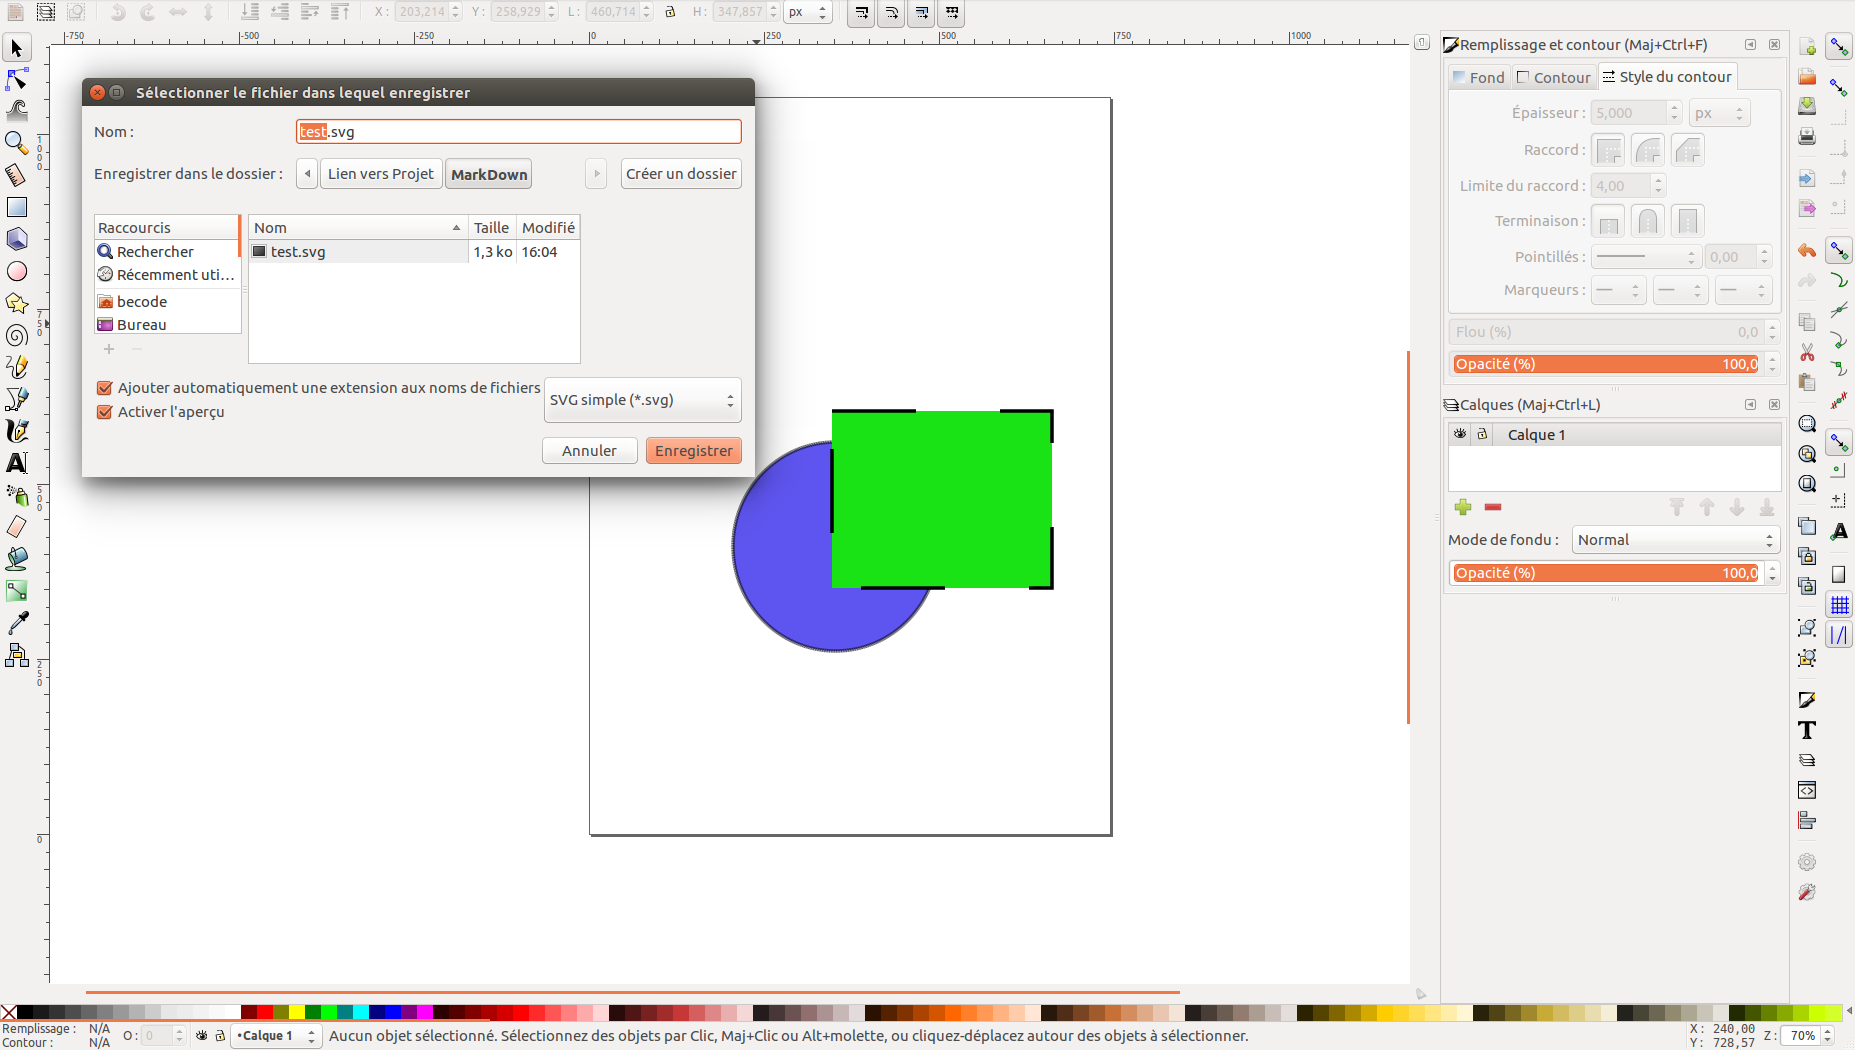 X : 203,214 Y : 258,929 L : 460,714 H : 347,857 px
-750 -500 -250 0 250 500 750 1000
Sélectionner le fichier dans lequel enregistrer
Nom : test.svg
Enregistrer dans le dossier : Lien vers Projet MarkDown Créer un dossier
Raccourcis Nom Taille Modifié
Rechercher test.svg 1,3 ko 16:04
Récemment uti...
becode
Bureau
Ajouter automatiquement une extension aux noms de fichiers SVG simple (*.svg)
Activer l'aperçu
Annuler Enregistrer
1000
750
500
250
0
Remplissage et contour (Maj+Ctrl+F)
Fond Contour Style du contour
Épaisseur : 5,000 px
Raccord :
Limite du raccord : 4,00
Terminaison :
Pointillés : 0,00
Marqueurs :
Flou (%) 0,0
Opacité (%) 100,0
Calques (Maj+Ctrl+L)
Calque 1
Mode de fondu : Normal
Opacité (%) 100,0
Remplissage : N/A
Contour : N/A
O : 0 •Calque 1 Aucun objet sélectionné. Sélectionnez des objets par Clic, Maj+Clic ou Alt+molette, ou cliquez-déplacez autour des objets à sélectionner.
X : 240,00
Y : 728,57
Z : 70%